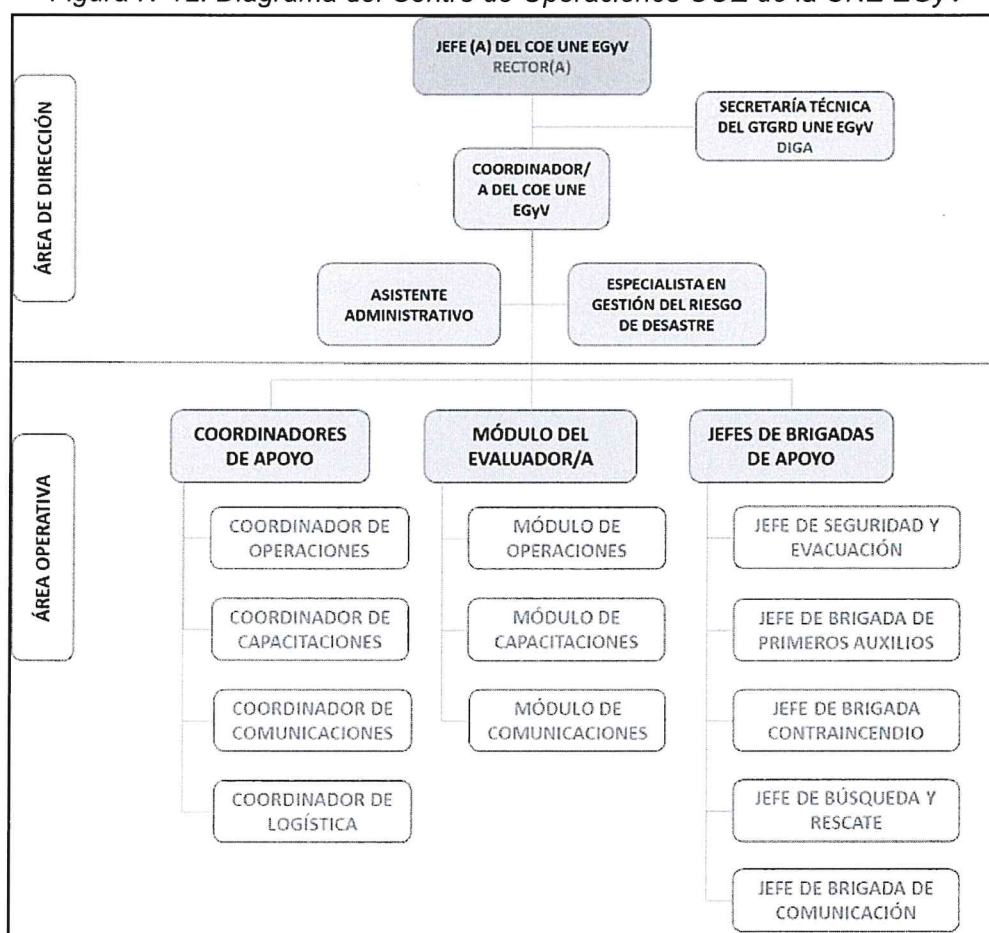 JEFE (A) DEL COE UNE EGyV
RECTOR(A)
SECRETARÍA TÉCNICA
DEL GTGRD UNE EGyV
DIGA
COORDINADOR/
A DEL COE UNE
EGyV
ASISTENTE
ADMINISTRATIVO
ESPECIALISTA EN
GESTIÓN DEL RIESGO
DE DESASTRE
ÁREA DE DIRECCIÓN
ÁREA OPERATIVA
COORDINADORES
DE APOYO
COORDINADOR DE
OPERACIONES
COORDINADOR DE
CAPACITACIONES
COORDINADOR DE
COMUNICACIONES
COORDINADOR DE
LOGÍSTICA
MÓDULO DEL
EVALUADOR/A
MÓDULO DE
OPERACIONES
MÓDULO DE
CAPACITACIONES
MÓDULO DE
COMUNICACIONES
JEFES DE BRIGADAS
DE APOYO
JEFE DE SEGURIDAD Y
EVACUACIÓN
JEFE DE BRIGADA DE
PRIMEROS AUXILIOS
JEFE DE BRIGADA
CONTRAINCENDIO
JEFE DE BÚSQUEDA Y
RESCATE
JEFE DE BRIGADA DE
COMUNICACIÓN